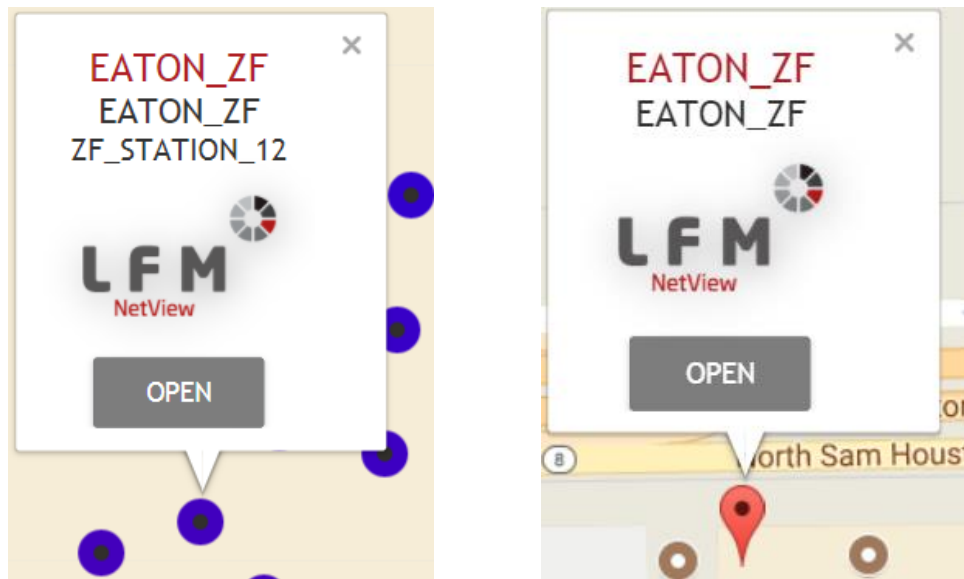 EATON_ZF
EATON_ZF
ZF_STATION_12
LFM
NetView
OPEN
EATON_ZF
EATON_ZF
LFM
NetView
OPEN
8
North Sam Houst